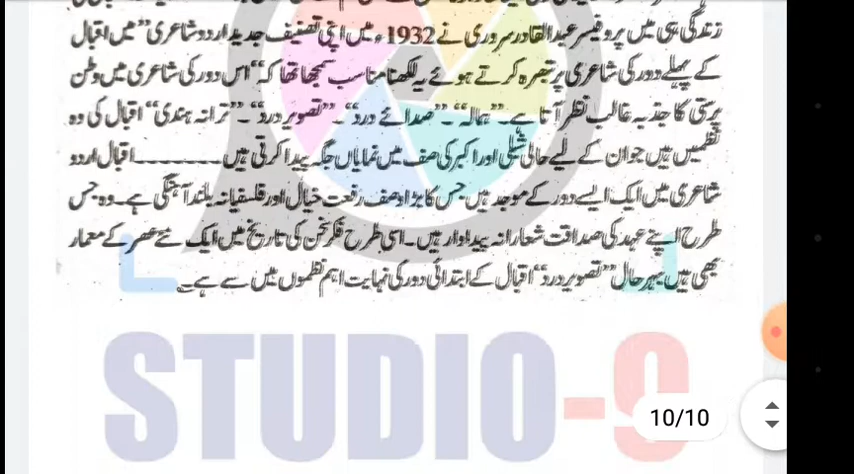 زندگی ہی میں پروفیسر عبدالقادر سروری نے 1932ء میں اپنی تصنیف جدید اردو شاعری” میں اقبال
کے پہلے دور کی شاعری پر تبصرہ کرتے ہوئے یہ لکھنا مناسب سمجھا تھا کہ “اس دور کی شاعری میں وطن
پرستی کا جذبہ غالب نظر آتا ہے۔ “ہمالہ”۔ “صدائے درد”۔ “تصویر درد”۔ “ترانہ ہندی” اقبال کی وہ
نظمیں ہیں جو ان کے لیے حالی شبلی اور اکبر کی صف میں نمایاں جگہ پیدا کرتی ہیں ۔۔۔۔۔۔۔۔۔۔۔ اقبال اردو
شاعری میں ایک ایسے دور کے موجد ہیں جس کا بڑا وصف رفعت خیال اور فلسفیانہ بلند آہنگی ہے۔ وہ جس
طرح اپنے عہد کی صداقت شعارانہ پیداوار ہیں۔ اسی طرح فکر سخن کی تاریخ میں ایک نئے عصر کے معمار
بھی ہیں بہر حال “تصویر درد” اقبال کے ابتدائی دور کی نہایت اہم نظموں میں سے ہے۔
STUDIO-9
10/10